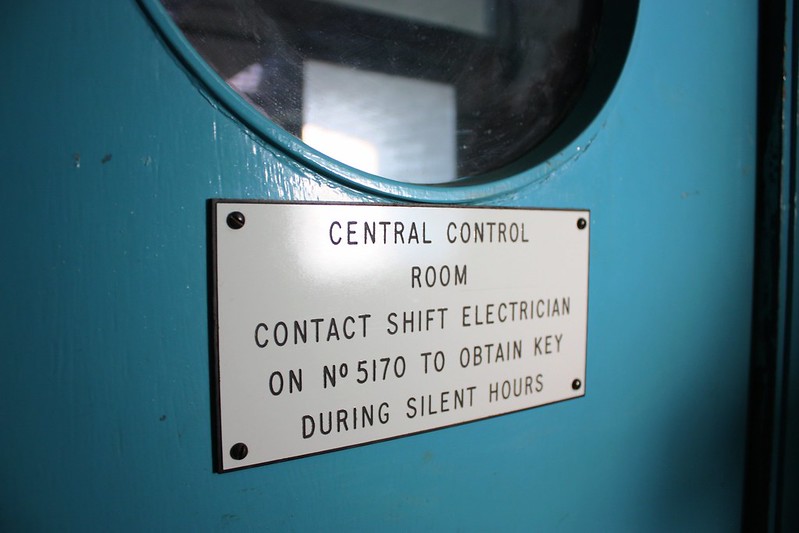 CENTRAL CONTROL
ROOM
CONTACT SHIFT ELECTRICIAN
ON Nº 5170 TO OBTAIN KEY
DURING SILENT HOURS